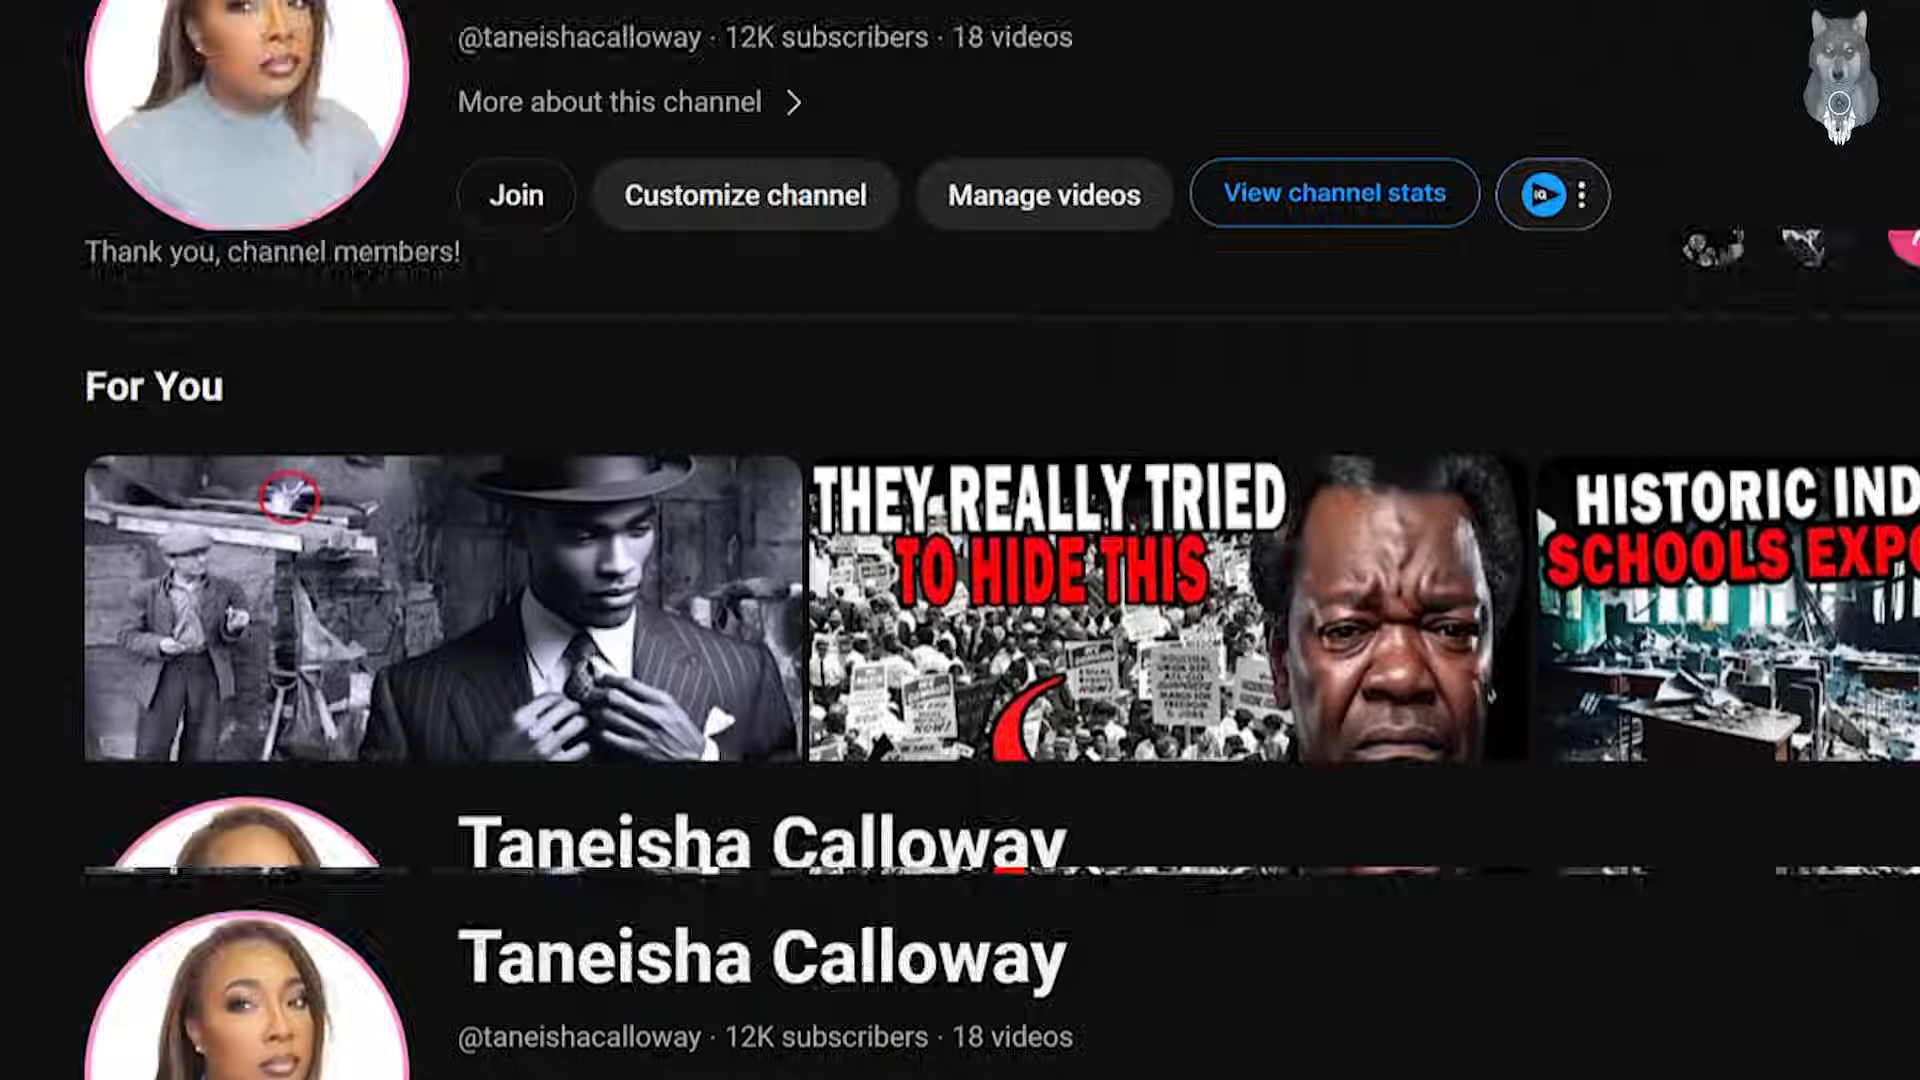 @taneishacalloway · 12K subscribers · 18 videos
More about this channel
Join
Customize channel
Manage videos
View channel stats
iq
Thank you, channel members!
For You
THEY REALLY TRIED
TO HIDE THIS
HISTORIC IND
SCHOOLS EXPO
Taneisha Calloway
Taneisha Calloway
@taneishacalloway · 12K subscribers · 18 videos